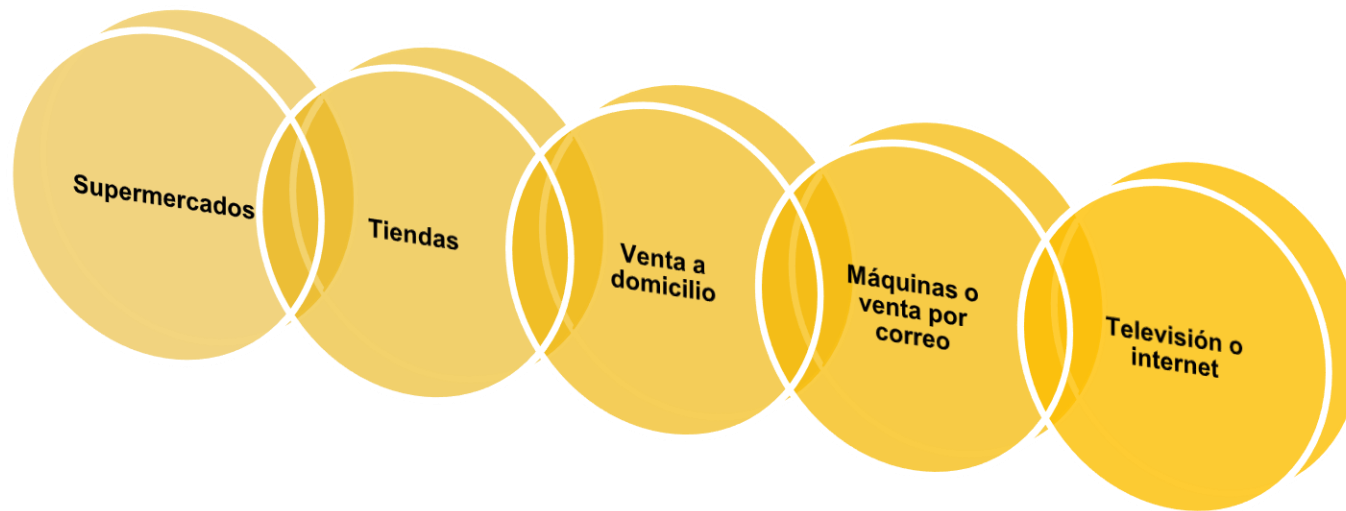 Supermercados
Tiendas
Venta a
domicilio
Máquinas o
venta por
correo
Televisión o
internet